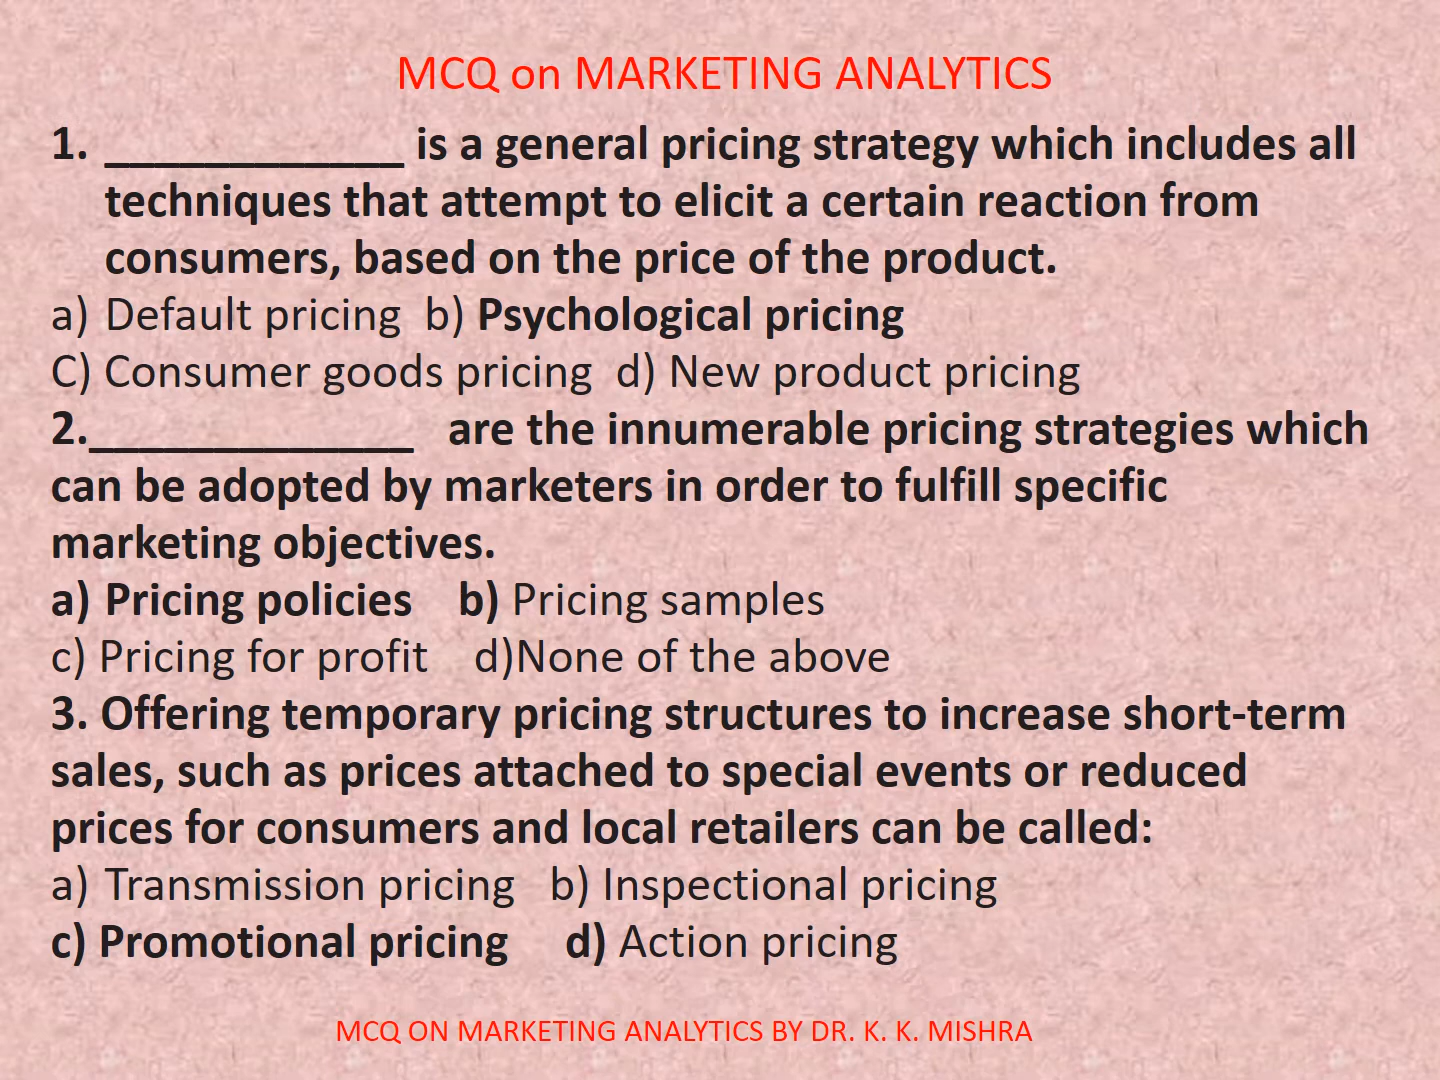 MCQ on MARKETING ANALYTICS
1. _____________ is a general pricing strategy which includes all
techniques that attempt to elicit a certain reaction from
consumers, based on the price of the product.
a) Default pricing b) Psychological pricing
C) Consumer goods pricing d) New product pricing
2.______________ are the innumerable pricing strategies which
can be adopted by marketers in order to fulfill specific
marketing objectives.
a) Pricing policies b) Pricing samples
c) Pricing for profit d)None of the above
3. Offering temporary pricing structures to increase short-term
sales, such as prices attached to special events or reduced
prices for consumers and local retailers can be called:
a) Transmission pricing b) Inspectional pricing
c) Promotional pricing d) Action pricing
MCQ ON MARKETING ANALYTICS BY DR. K. K. MISHRA